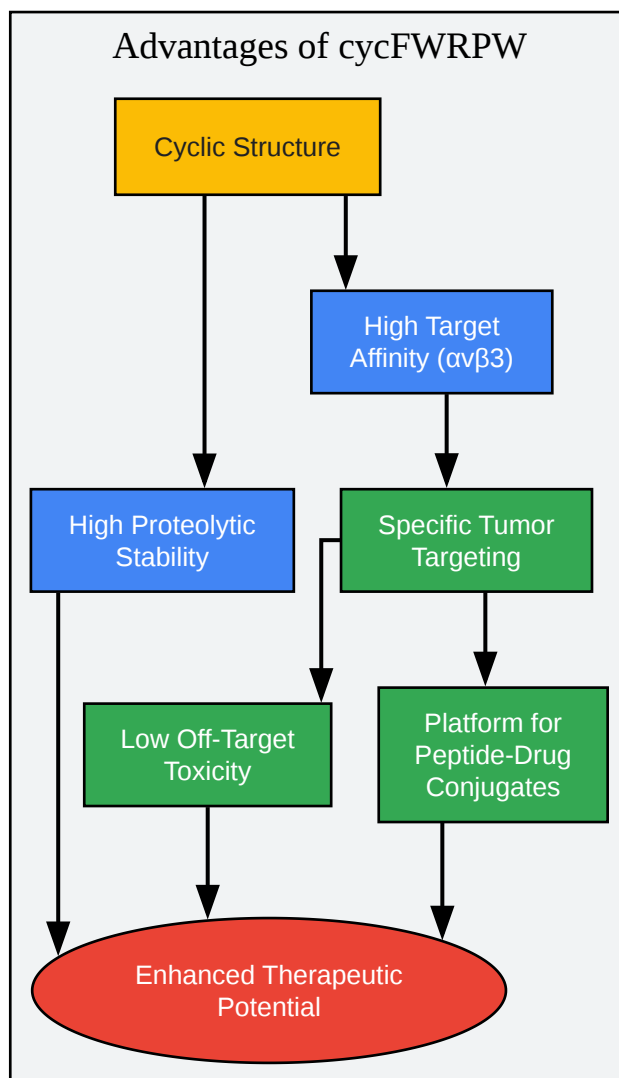 Advantages of cycFWRPW
Cyclic Structure
High Target
Affinity (αvβ3)
High Proteolytic
Stability
Specific Tumor
Targeting
Low Off-Target
Toxicity
Platform for
Peptide-Drug
Conjugates
Enhanced Therapeutic
Potential